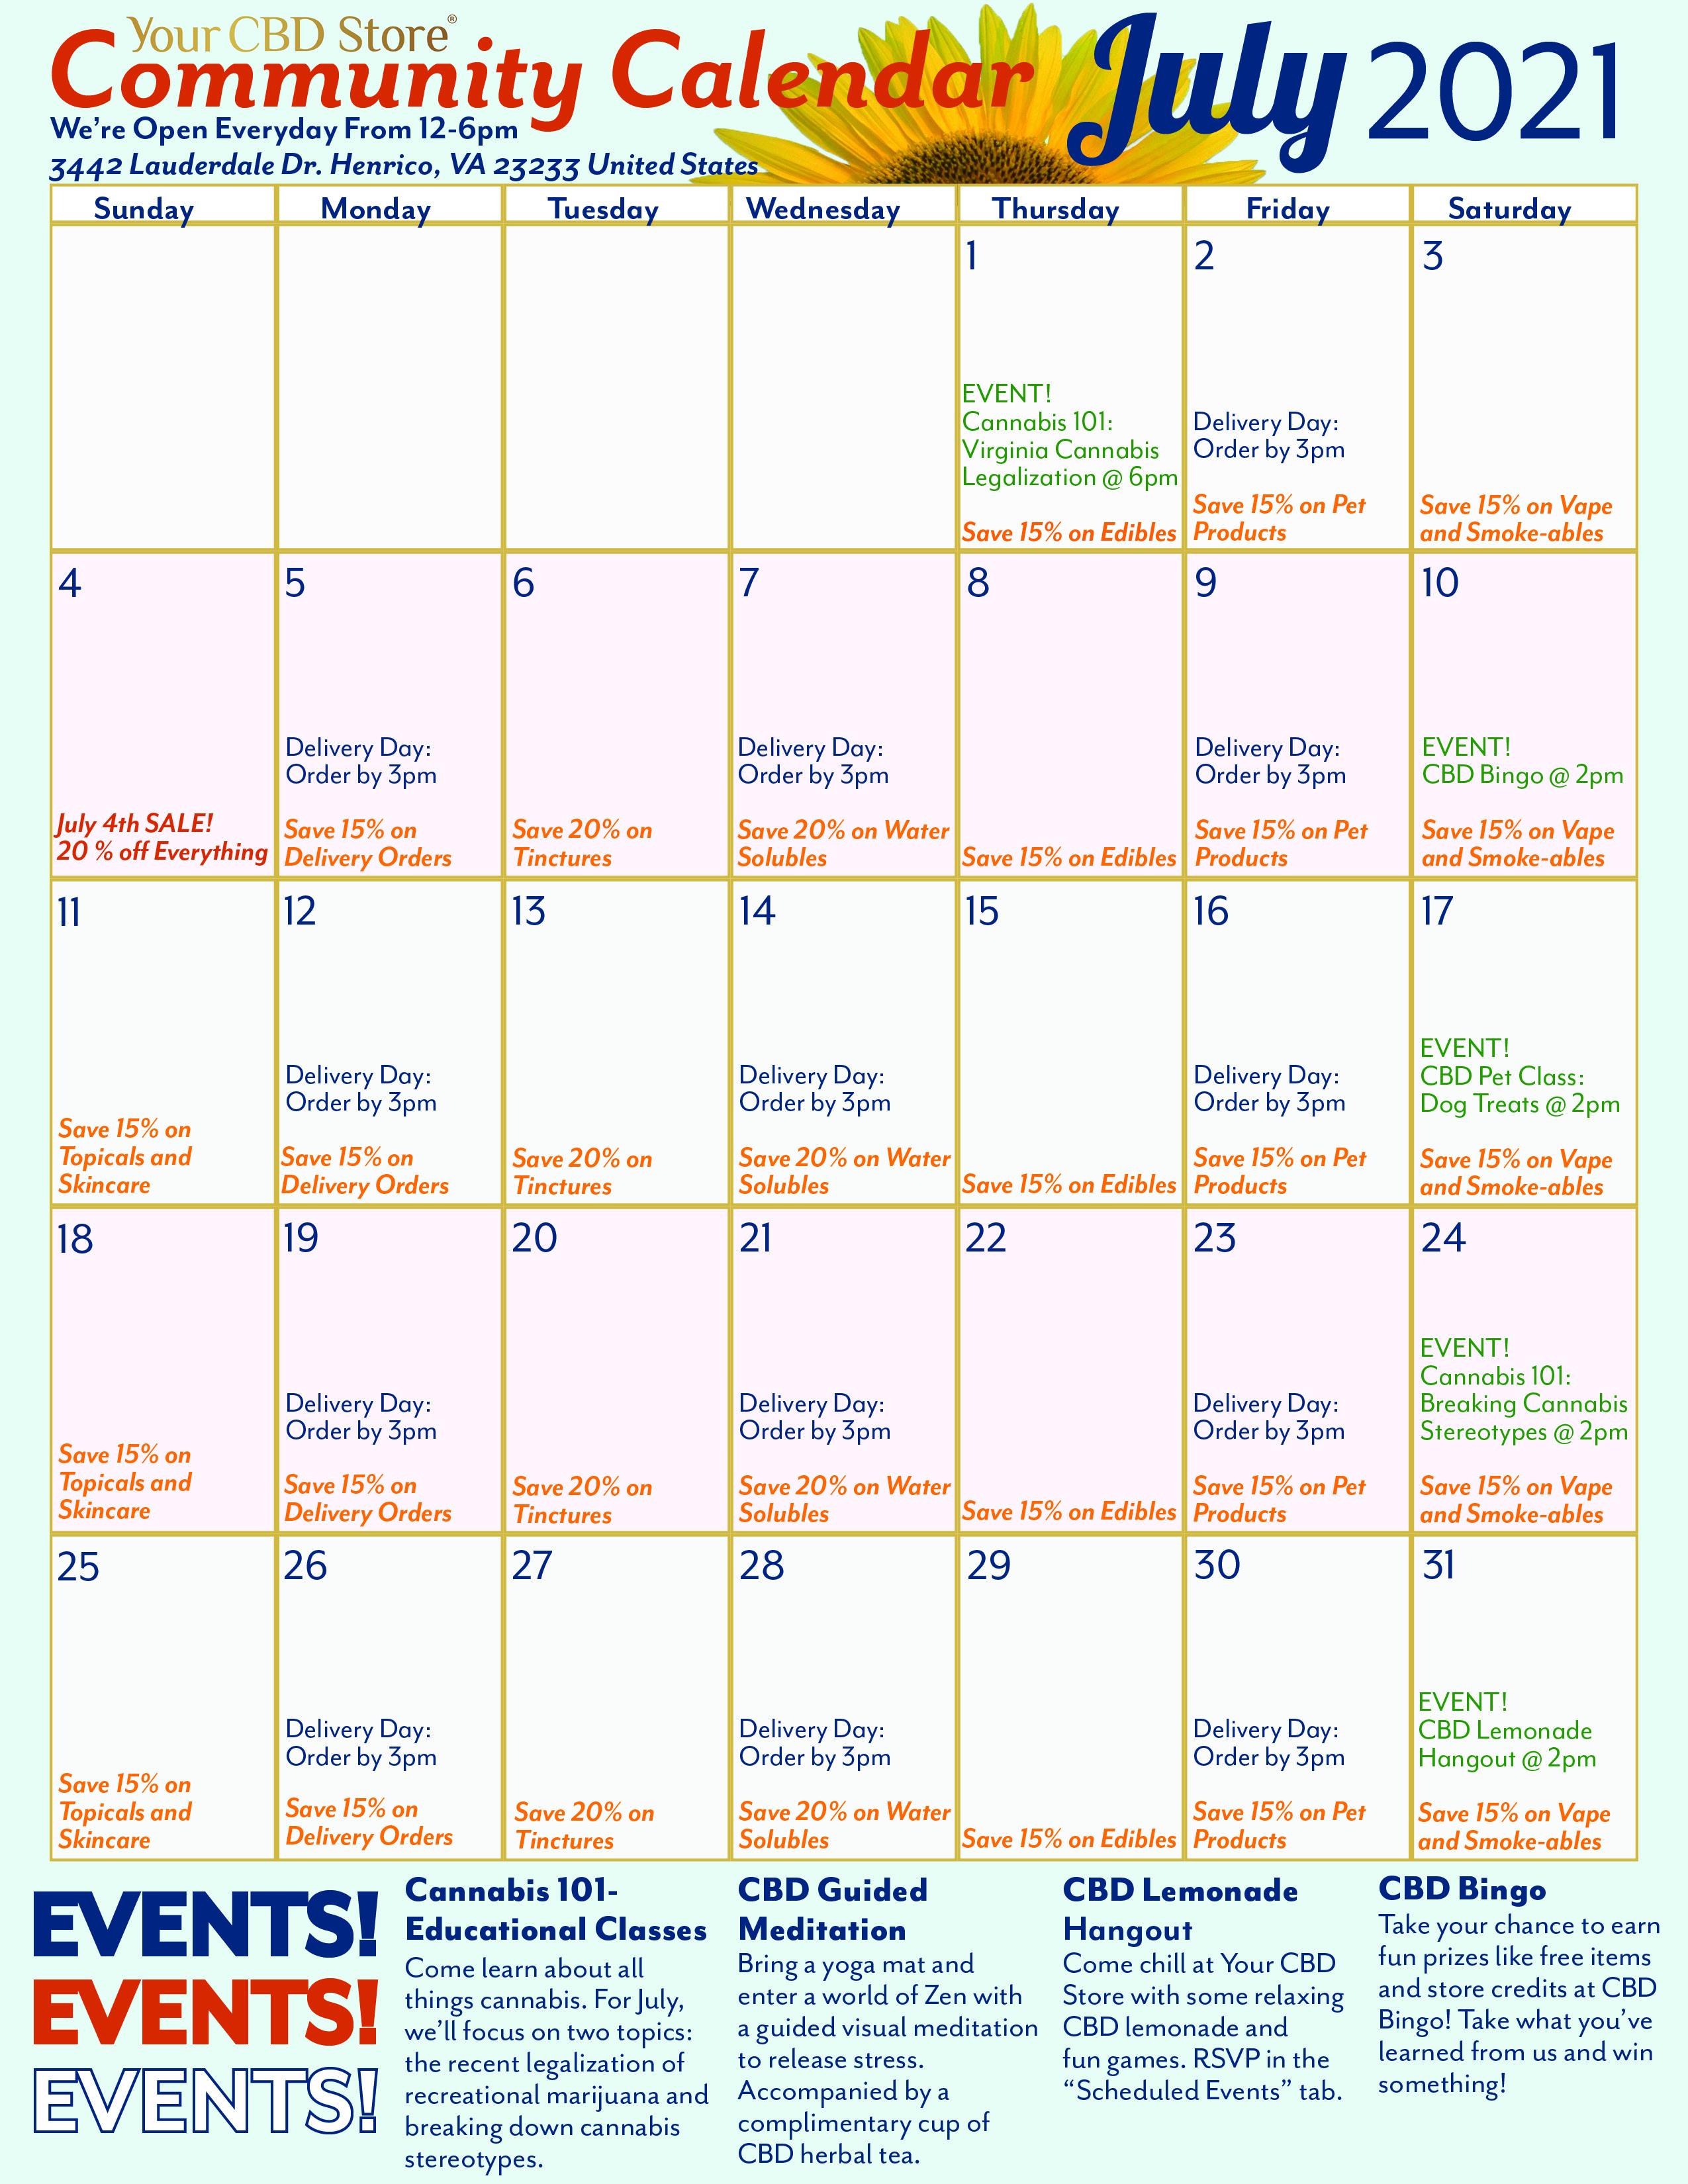 Your CBD Store®
Community Calendar
July 2021
We're Open Everyday From 12-6pm
3442 Lauderdale Dr. Henrico, VA 23233 United States
Sunday
Monday
Tuesday
Wednesday
Thursday
Friday
Saturday
1
EVENT!
Cannabis 101:
Virginia Cannabis
Legalization @ 6pm
Save 15% on Edibles
2
Delivery Day:
Order by 3pm
Save 15% on Pet
Products
3
Save 15% on Vape
and Smoke-ables
4
July 4th SALE!
20 % off Everything
5
Delivery Day:
Order by 3pm
Save 15% on
Delivery Orders
6
Save 20% on
Tinctures
7
Delivery Day:
Order by 3pm
Save 20% on Water
Solubles
8
Save 15% on Edibles
9
Delivery Day:
Order by 3pm
Save 15% on Pet
Products
10
EVENT!
CBD Bingo @ 2pm
Save 15% on Vape
and Smoke-ables
11
Save 15% on
Topicals and
Skincare
12
Delivery Day:
Order by 3pm
Save 15% on
Delivery Orders
13
Save 20% on
Tinctures
14
Delivery Day:
Order by 3pm
Save 20% on Water
Solubles
15
Save 15% on Edibles
16
Delivery Day:
Order by 3pm
Save 15% on Pet
Products
17
EVENT!
CBD Pet Class:
Dog Treats @ 2pm
Save 15% on Vape
and Smoke-ables
18
Save 15% on
Topicals and
Skincare
19
Delivery Day:
Order by 3pm
Save 15% on
Delivery Orders
20
Save 20% on
Tinctures
21
Delivery Day:
Order by 3pm
Save 20% on Water
Solubles
22
Save 15% on Edibles
23
Delivery Day:
Order by 3pm
Save 15% on Pet
Products
24
EVENT!
Cannabis 101:
Breaking Cannabis
Stereotypes @ 2pm
Save 15% on Vape
and Smoke-ables
25
Save 15% on
Topicals and
Skincare
26
Delivery Day:
Order by 3pm
Save 15% on
Delivery Orders
27
Save 20% on
Tinctures
28
Delivery Day:
Order by 3pm
Save 20% on Water
Solubles
29
Save 15% on Edibles
30
Delivery Day:
Order by 3pm
Save 15% on Pet
Products
31
EVENT!
CBD Lemonade
Hangout @ 2pm
Save 15% on Vape
and Smoke-ables
EVENTS!
EVENTS!
EVENTS!
Cannabis 101-
Educational Classes
Come learn about all
things cannabis. For July,
we'll focus on two topics:
the recent legalization of
recreational marijuana and
breaking down cannabis
stereotypes.
CBD Guided
Meditation
Bring a yoga mat and
enter a world of Zen with
a guided visual meditation
to release stress.
Accompanied by a
complimentary cup of
CBD herbal tea.
CBD Lemonade
Hangout
Come chill at Your CBD
Store with some relaxing
CBD lemonade and
fun games. RSVP in the
“Scheduled Events” tab.
CBD Bingo
Take your chance to earn
fun prizes like free items
and store credits at CBD
Bingo! Take what you've
learned from us and win
something!